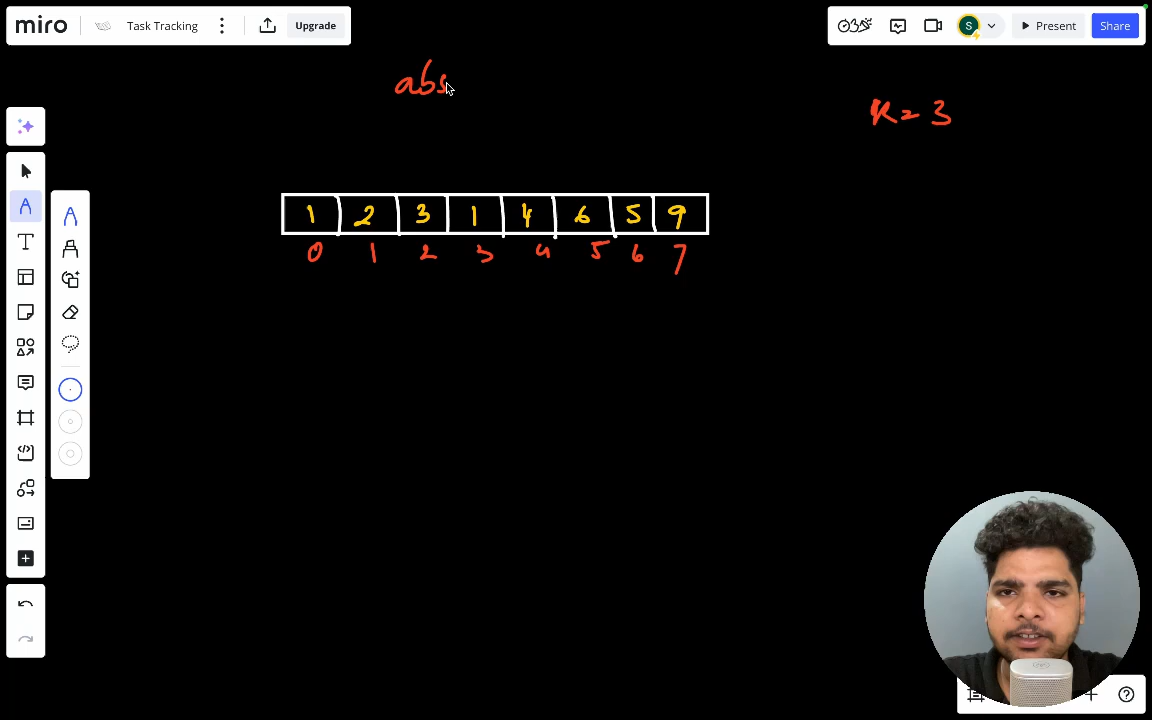 miro
Task Tracking
Upgrade
S
Present
Share
abs
K = 3
1 2 3 1 4 6 5 9
0 1 2 3 4 5 6 7
T